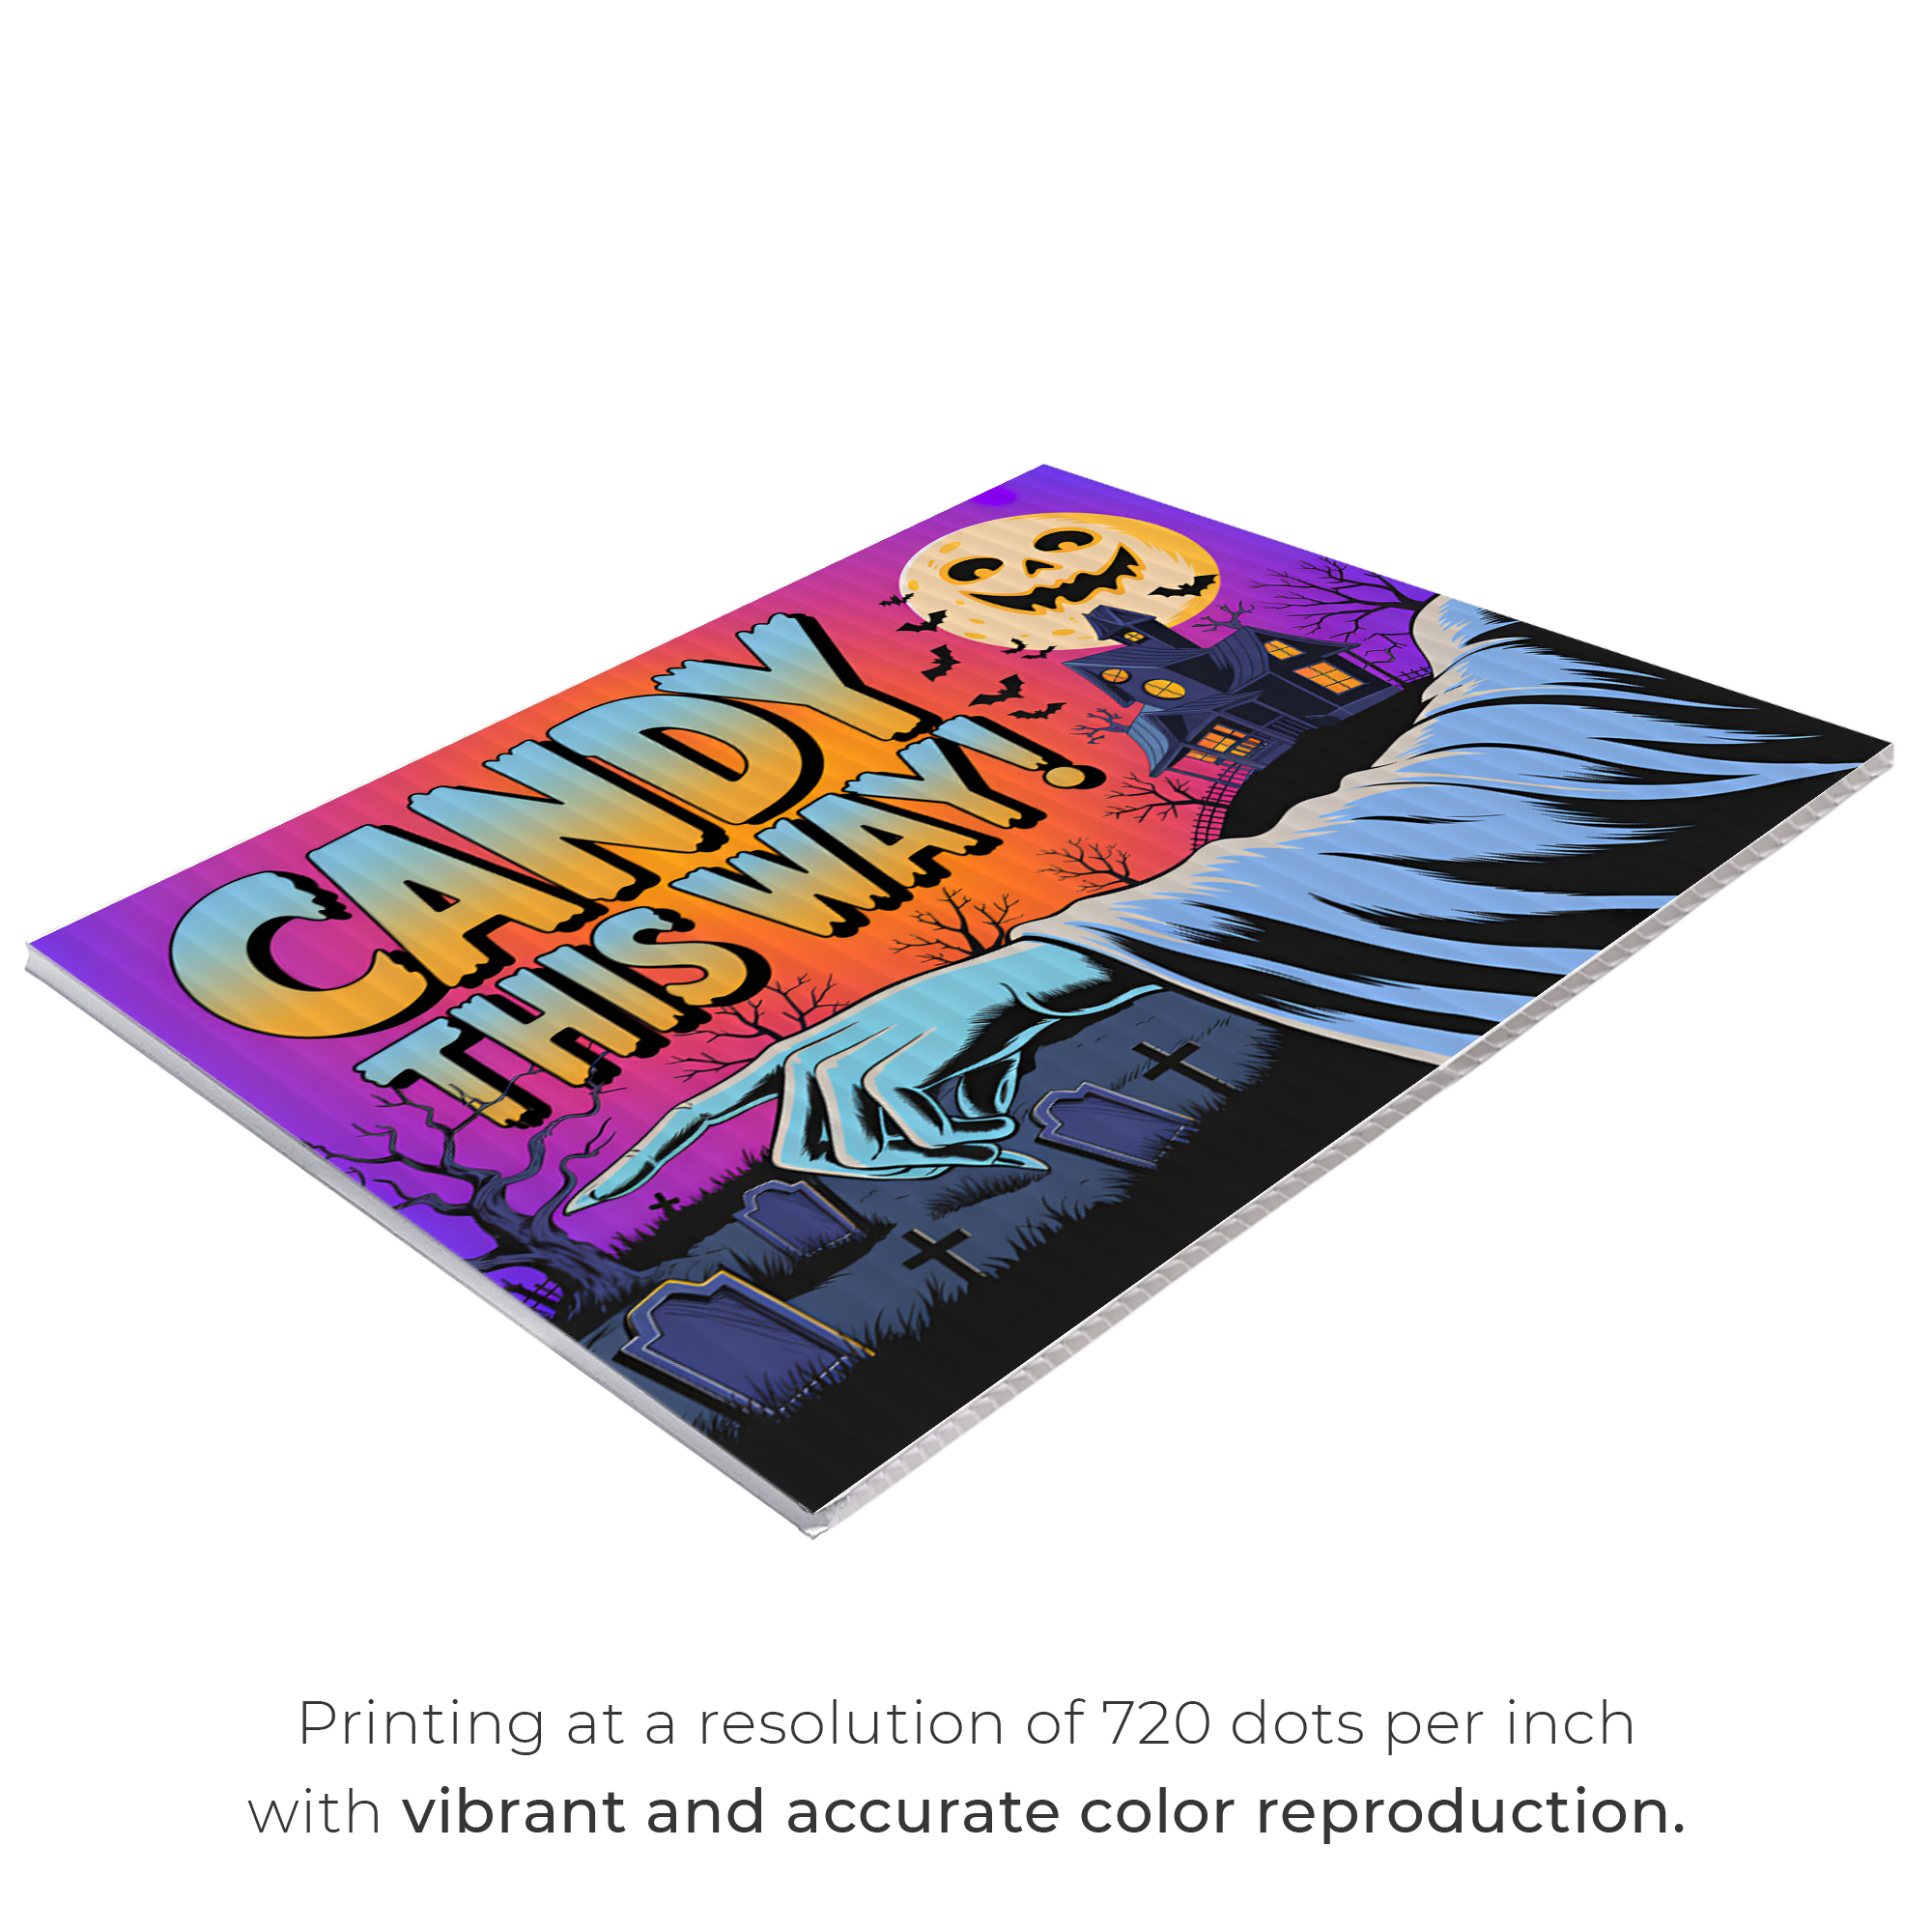 CANDY
THIS WAY!
Printing at a resolution of 720 dots per inch
with vibrant and accurate color reproduction.